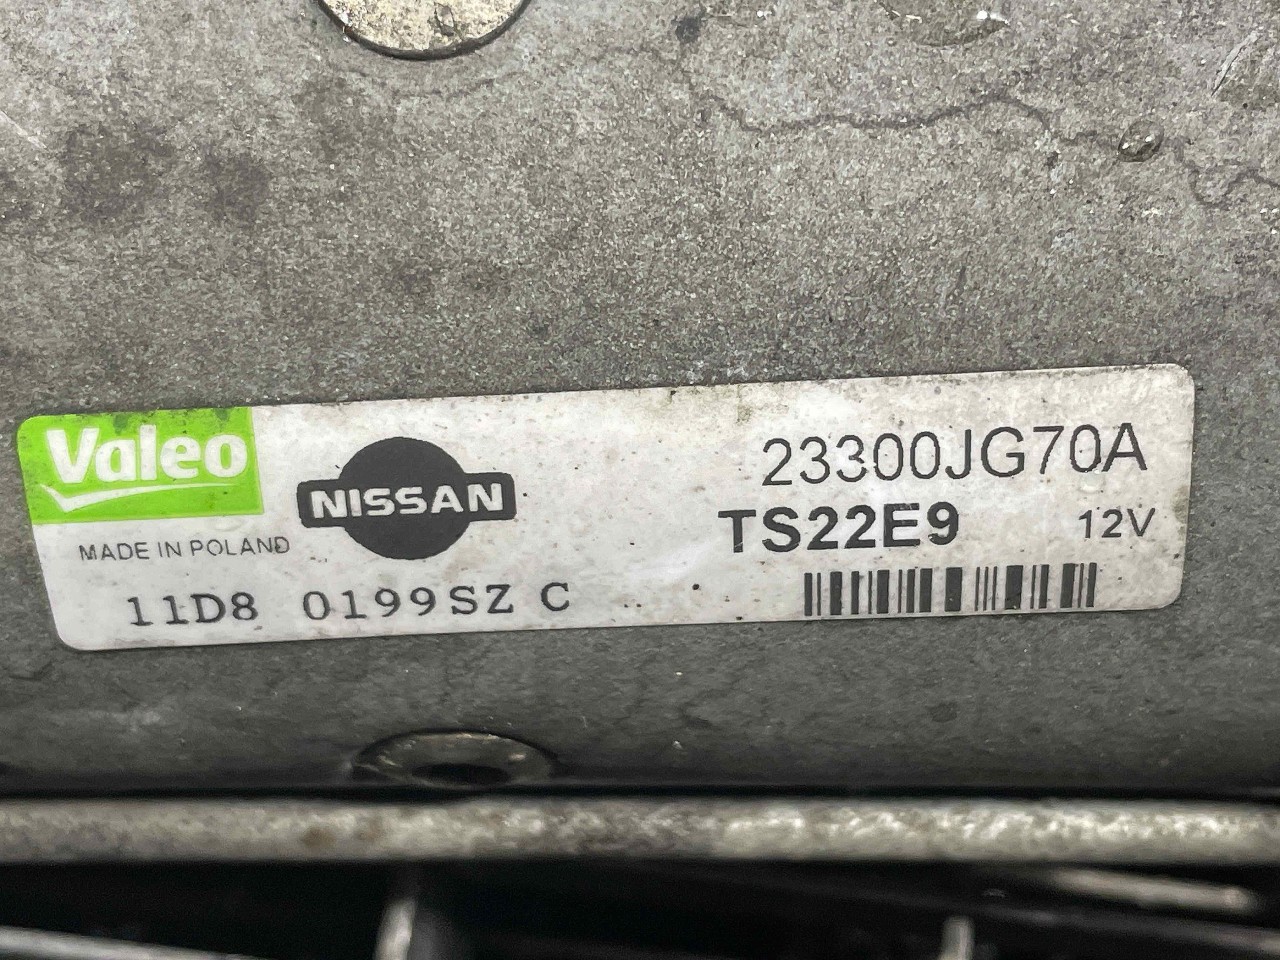 Valeo
NISSAN
23300JG70A
MADE IN POLAND
TS22E9 12V
11D8 0199SZ C